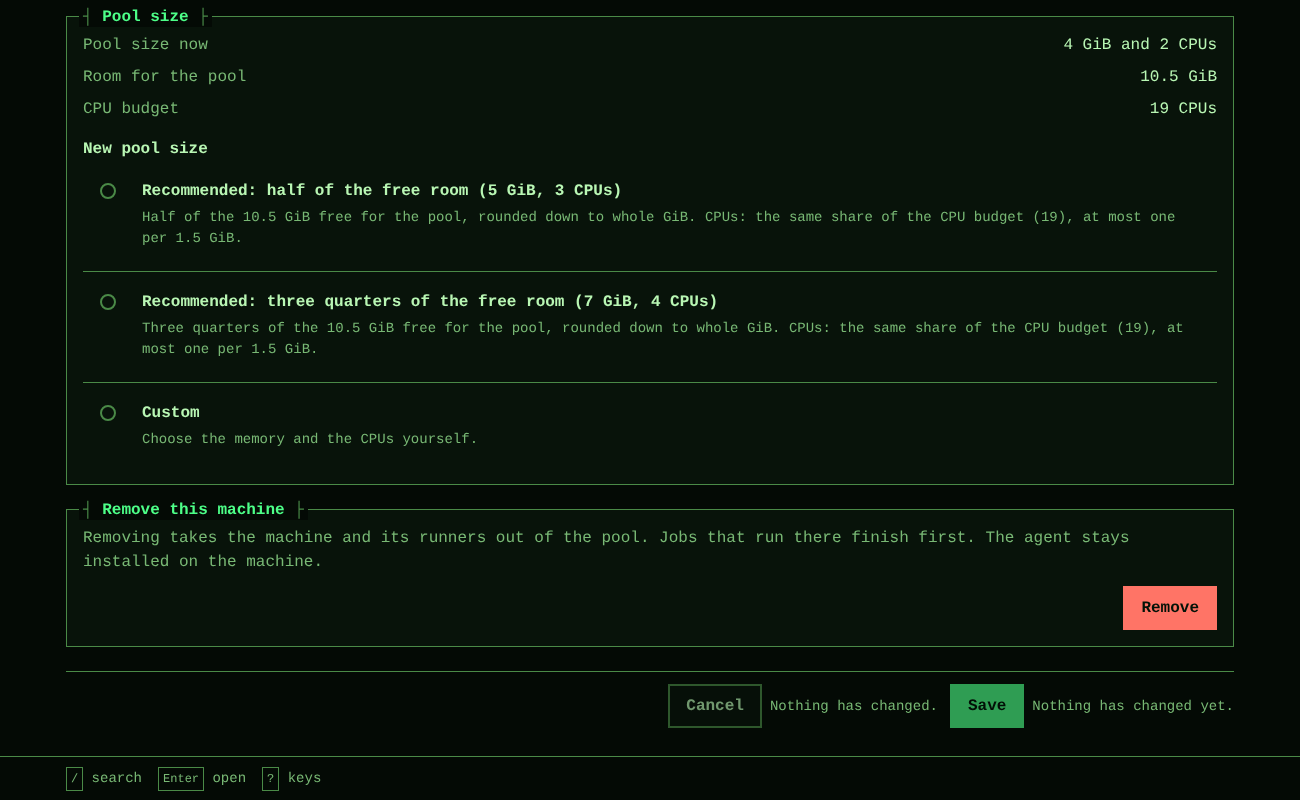 Pool size
Pool size now 4 GiB and 2 CPUs
Room for the pool 10.5 GiB
CPU budget 19 CPUs
New pool size
Recommended: half of the free room (5 GiB, 3 CPUs)
Half of the 10.5 GiB free for the pool, rounded down to whole GiB. CPUs: the same share of the CPU budget (19), at most one
per 1.5 GiB.
Recommended: three quarters of the free room (7 GiB, 4 CPUs)
Three quarters of the 10.5 GiB free for the pool, rounded down to whole GiB. CPUs: the same share of the CPU budget (19), at
most one per 1.5 GiB.
Custom
Choose the memory and the CPUs yourself.
Remove this machine
Removing takes the machine and its runners out of the pool. Jobs that run there finish first. The agent stays
installed on the machine.
Remove
Cancel Nothing has changed. Save Nothing has changed yet.
/ search Enter open ? keys